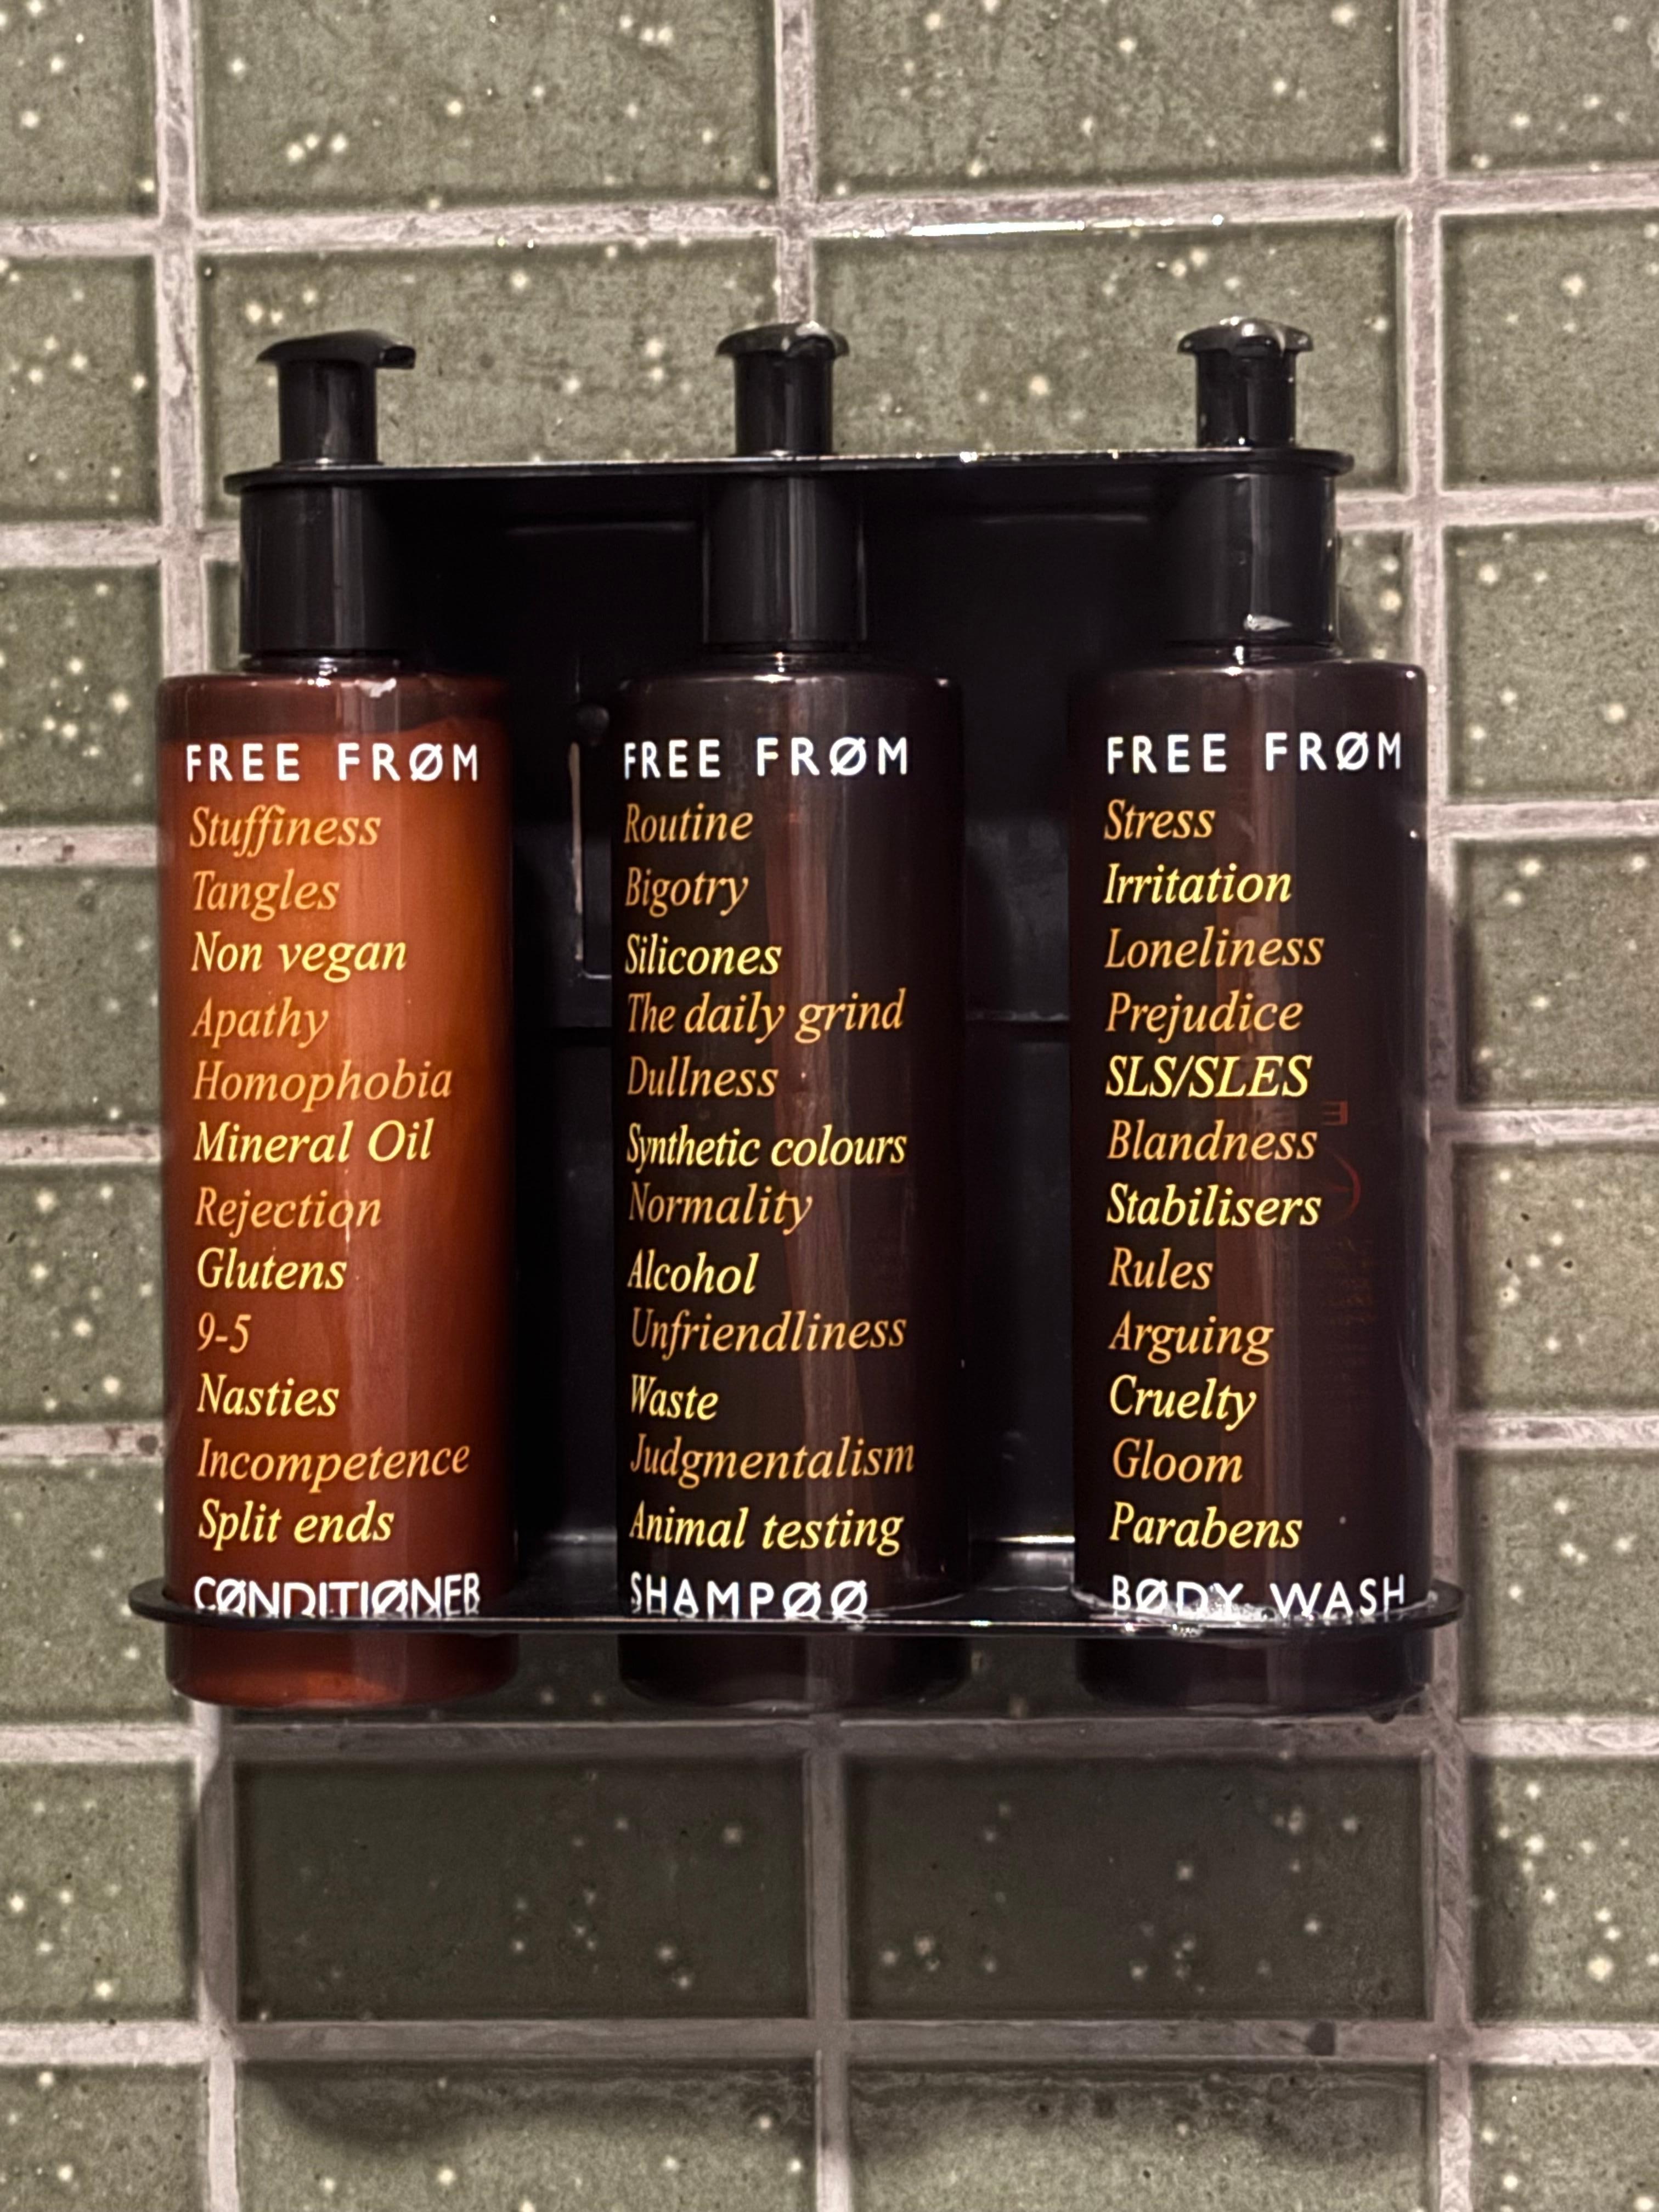 FREE FRØM
Stuffiness
Tangles
Non vegan
Apathy
Homophobia
Mineral Oil
Rejection
Glutens
9-5
Nasties
Incompetence
Split ends
CØNDITIØNER
FREE FRØM
Routine
Bigotry
Silicones
The daily grind
Dullness
Synthetic colours
Normality
Alcohol
Unfriendliness
Waste
Judgmentalism
Animal testing
SHAMPØØ
FREE FRØM
Stress
Irritation
Loneliness
Prejudice
SLS/SLES
Blandness
Stabilisers
Rules
Arguing
Cruelty
Gloom
Parabens
BØDY WASH